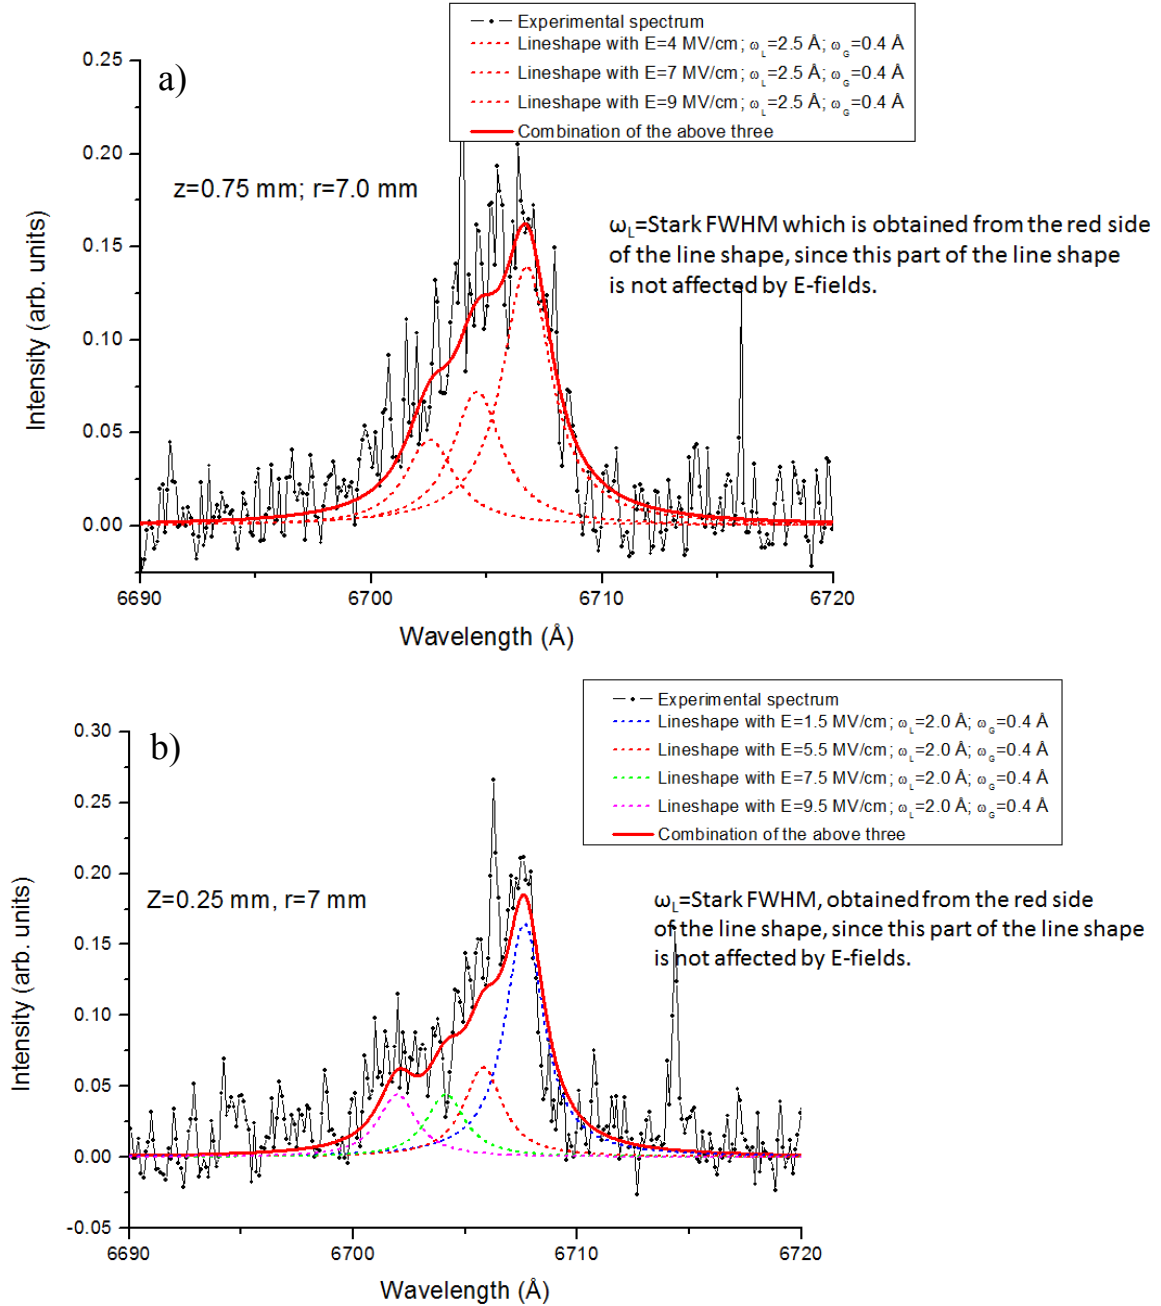 Experimental spectrum
Lineshape with E=4 MV/cm; ωL=2.5 Å; ωG=0.4 Å
Lineshape with E=7 MV/cm; ωL=2.5 Å; ωG=0.4 Å
Lineshape with E=9 MV/cm; ωL=2.5 Å; ωG=0.4 Å
Combination of the above three
a)
z=0.75 mm; r=7.0 mm
ωL=Stark FWHM which is obtained from the red side
of the line shape, since this part of the line shape
is not affected by E-fields.
Intensity (arb. units)
0.25
0.20
0.15
0.10
0.05
0.00
6690
6700
6710
6720
Wavelength (Å)
Experimental spectrum
Lineshape with E=1.5 MV/cm; ωL=2.0 Å; ωG=0.4 Å
Lineshape with E=5.5 MV/cm; ωL=2.0 Å; ωG=0.4 Å
Lineshape with E=7.5 MV/cm; ωL=2.0 Å; ωG=0.4 Å
Lineshape with E=9.5 MV/cm; ωL=2.0 Å; ωG=0.4 Å
Combination of the above three
b)
Z=0.25 mm, r=7 mm
ωL=Stark FWHM, obtained from the red side
of the line shape, since this part of the line shape
is not affected by E-fields.
Intensity (arb. units)
0.30
0.25
0.20
0.15
0.10
0.05
0.00
-0.05
6690
6700
6710
6720
Wavelength (Å)